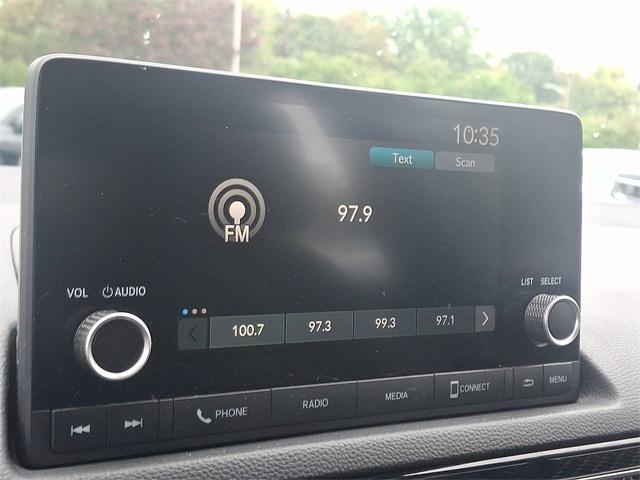 10:35
Text Scan
97.9
FM
VOL AUDIO
LIST SELECT
100.7 97.3 99.3 97.1
PHONE RADIO MEDIA CONNECT MENU